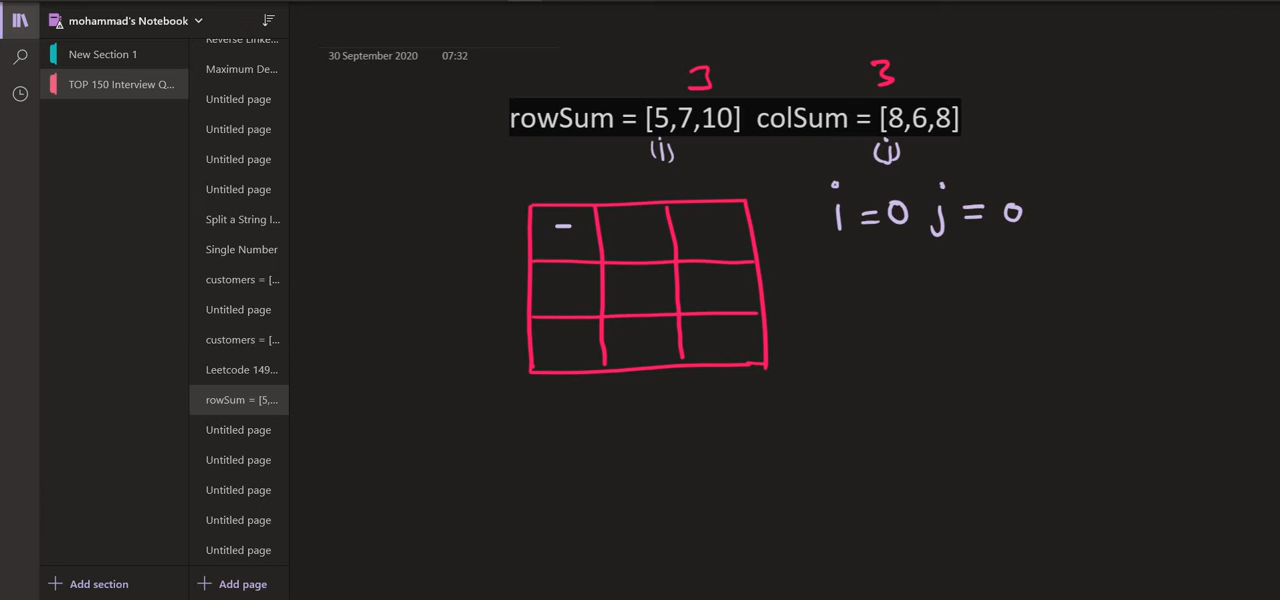 mohammad's Notebook
New Section 1
TOP 150 Interview Q...
Reverse Linke...
Maximum De...
Untitled page
Untitled page
Untitled page
Untitled page
Split a String I...
Single Number
customers = [...
Untitled page
customers = [...
Leetcode 149...
rowSum = [5,...
Untitled page
Untitled page
Untitled page
Untitled page
Untitled page
Add section
Add page
30 September 2020 07:32
3 3
rowSum = [5,7,10] colSum = [8,6,8]
(i) (j)
i = 0 j = 0
-